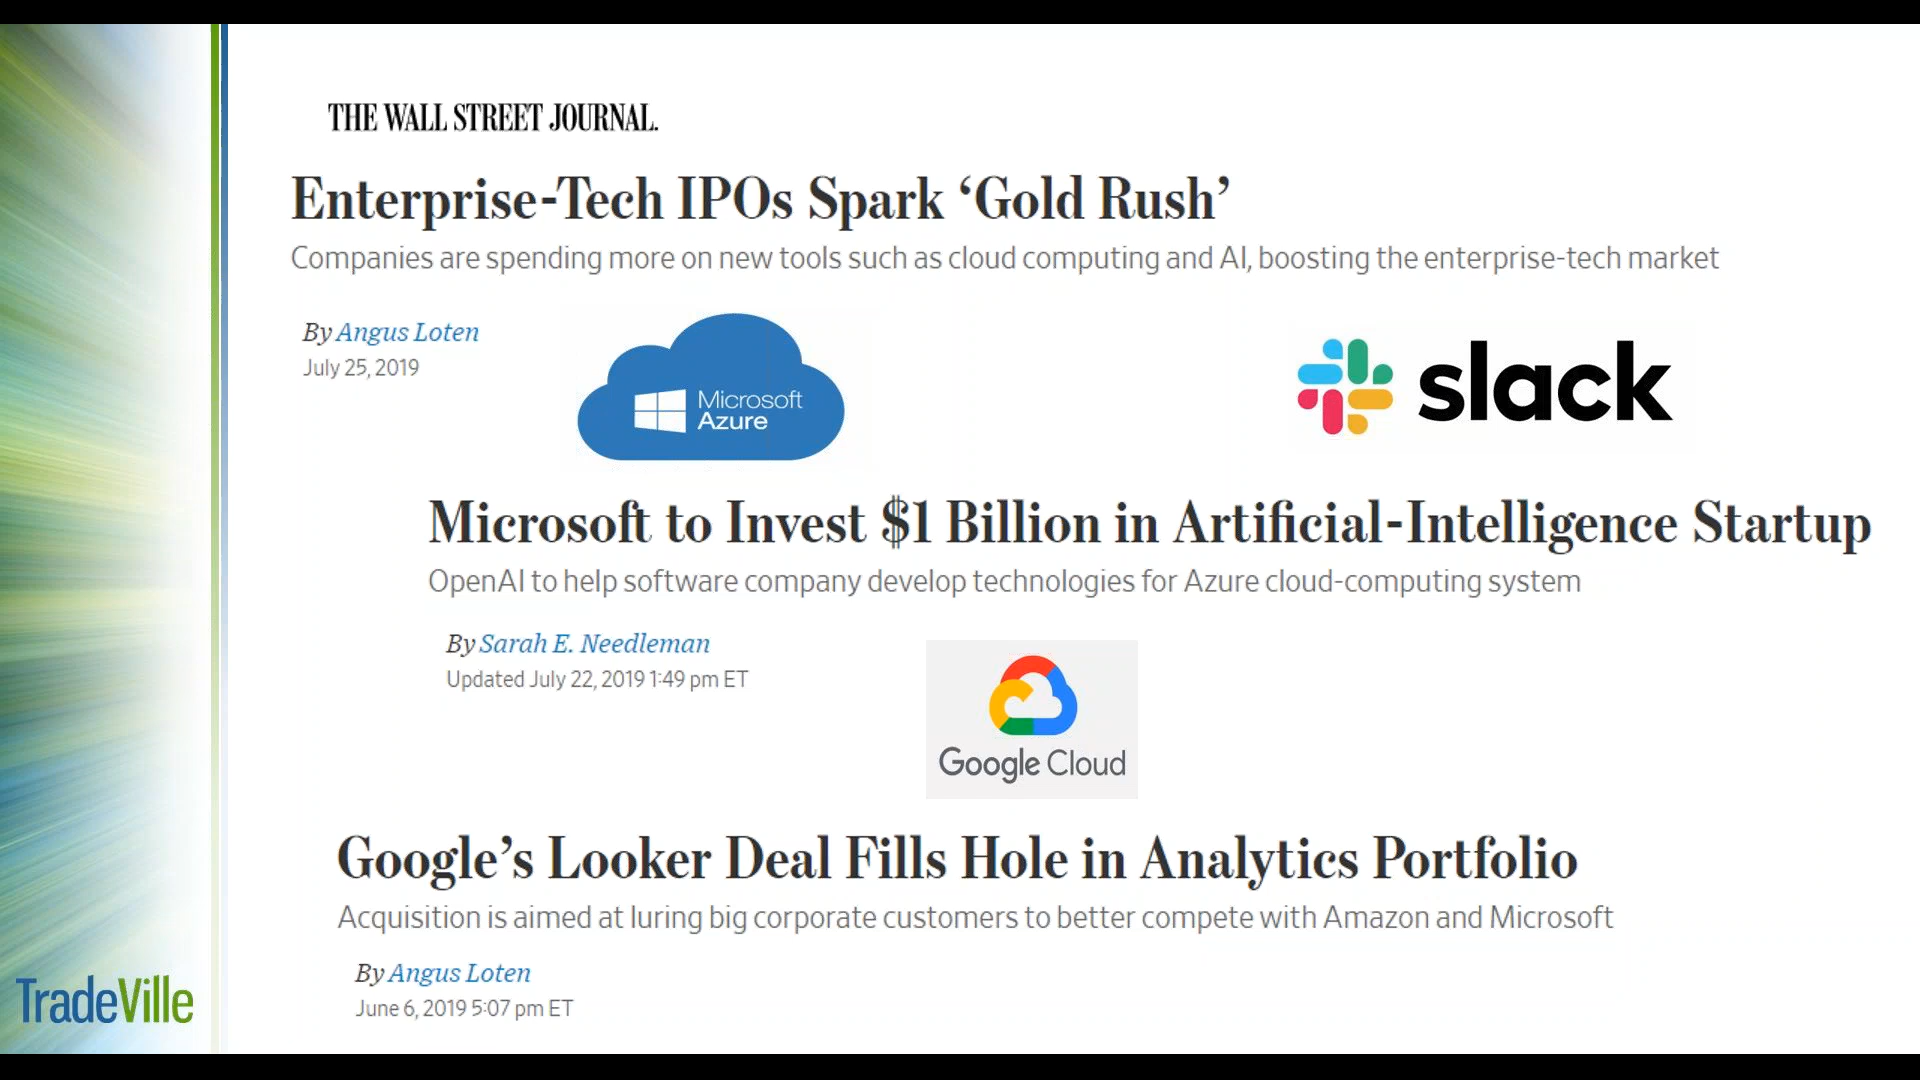 THE WALL STREET JOURNAL.
Enterprise-Tech IPOs Spark ‘Gold Rush’
Companies are spending more on new tools such as cloud computing and AI, boosting the enterprise-tech market
By Angus Loten
July 25, 2019
Microsoft
Azure
slack
Microsoft to Invest $1 Billion in Artificial-Intelligence Startup
OpenAI to help software company develop technologies for Azure cloud-computing system
By Sarah E. Needleman
Updated July 22, 2019 1:49 pm ET
Google Cloud
Google’s Looker Deal Fills Hole in Analytics Portfolio
Acquisition is aimed at luring big corporate customers to better compete with Amazon and Microsoft
By Angus Loten
June 6, 2019 5:07 pm ET
TradeVille